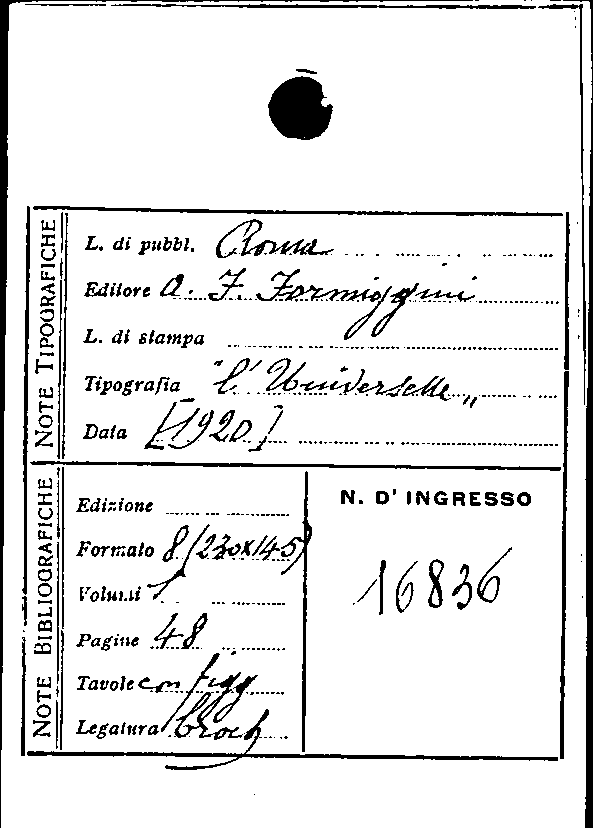 NOTE TIPOGRAFICHE
L. di pubbl. Roma
Editore A. F. Formiggini
L. di stampa
Tipografia "L' Universelle"
Data [1920]
NOTE BIBLIOGRAFICHE
Edizione
Formato 8 (230x145)
Volumi 1
Pagine 48
Tavole con figg
Legatura broch
N. D' INGRESSO
16836